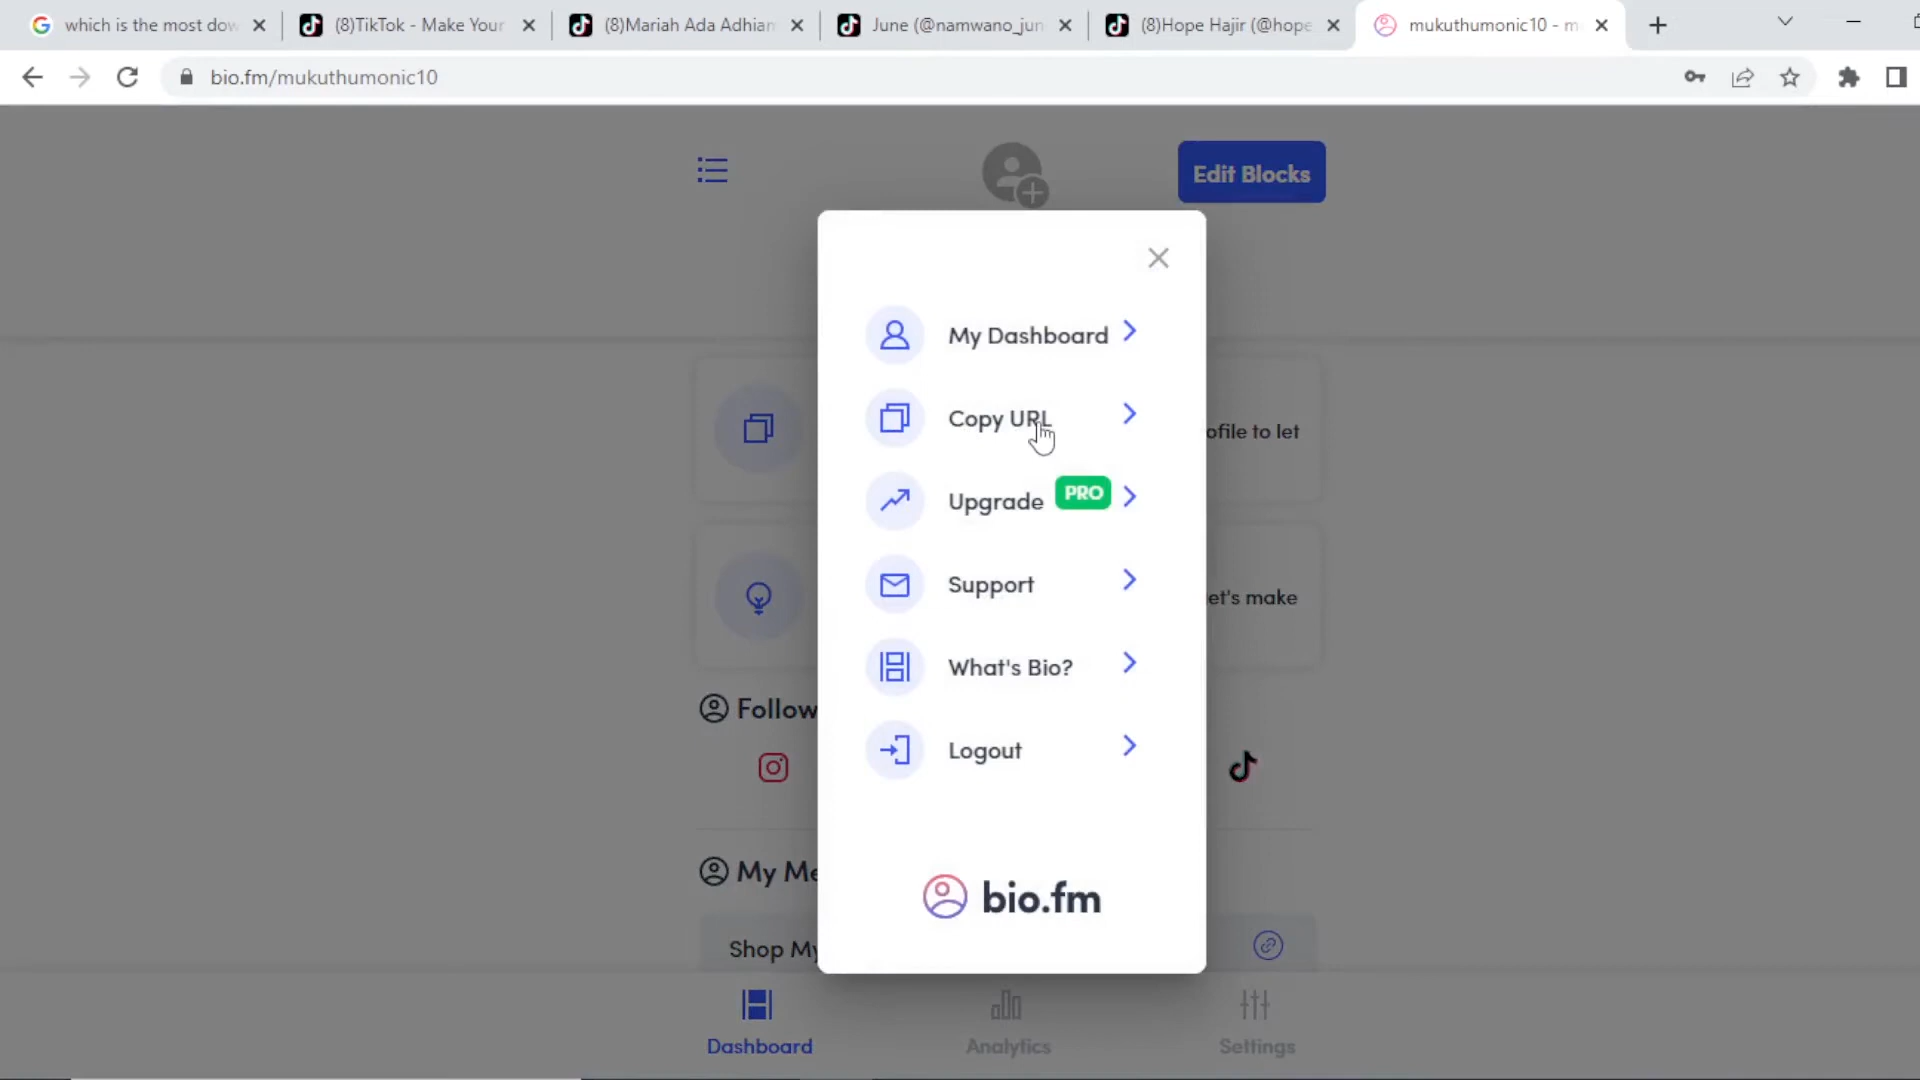 which is the most dow
(8)TikTok - Make Your
(8)Mariah Ada Adhiam
June (@namwano_jun
(8)Hope Hajir (@hope
mukuthumonic10 - m
bio.fm/mukuthumonic10
Edit Blocks
My Dashboard
Copy URL
ofile to let
Upgrade PRO
Support
et's make
What's Bio?
Follow
Logout
My Me
bio.fm
Shop My
Dashboard
Analytics
Settings